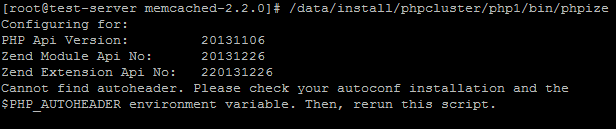 [root@test-server memcached-2.2.0]# /data/install/phpcluster/php1/bin/phpize
Configuring for:
PHP Api Version:         20131106
Zend Module Api No:      20131226
Zend Extension Api No:   220131226
Cannot find autoheader. Please check your autoconf installation and the
$PHP_AUTOHEADER environment variable. Then, rerun this script.